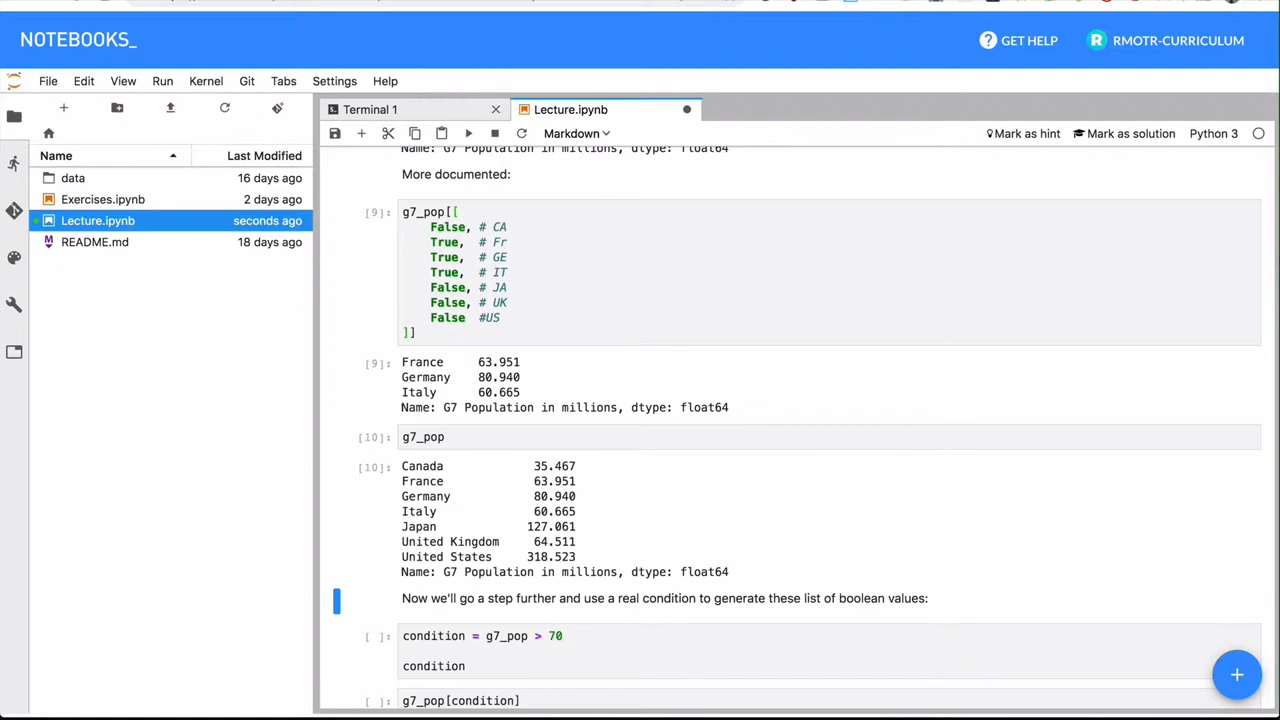 NOTEBOOKS_
GET HELP
R RMOTR-CURRICULUM
File Edit View Run Kernel Git Tabs Settings Help
Terminal 1
Lecture.ipynb
Markdown
Mark as hint
Mark as solution
Python 3
Name Last Modified
data 16 days ago
Exercises.ipynb 2 days ago
Lecture.ipynb seconds ago
README.md 18 days ago
Name: G7 Population in millions, dtype: float64
More documented:
[9]: g7_pop[[
False, # CA
True, # Fr
True, # GE
True, # IT
False, # JA
False, # UK
False #US
]]
[9]: France 63.951
Germany 80.940
Italy 60.665
Name: G7 Population in millions, dtype: float64
[10]: g7_pop
[10]: Canada 35.467
France 63.951
Germany 80.940
Italy 60.665
Japan 127.061
United Kingdom 64.511
United States 318.523
Name: G7 Population in millions, dtype: float64
Now we'll go a step further and use a real condition to generate these list of boolean values:
[ ]: condition = g7_pop > 70
condition
[ ]: g7_pop[condition]